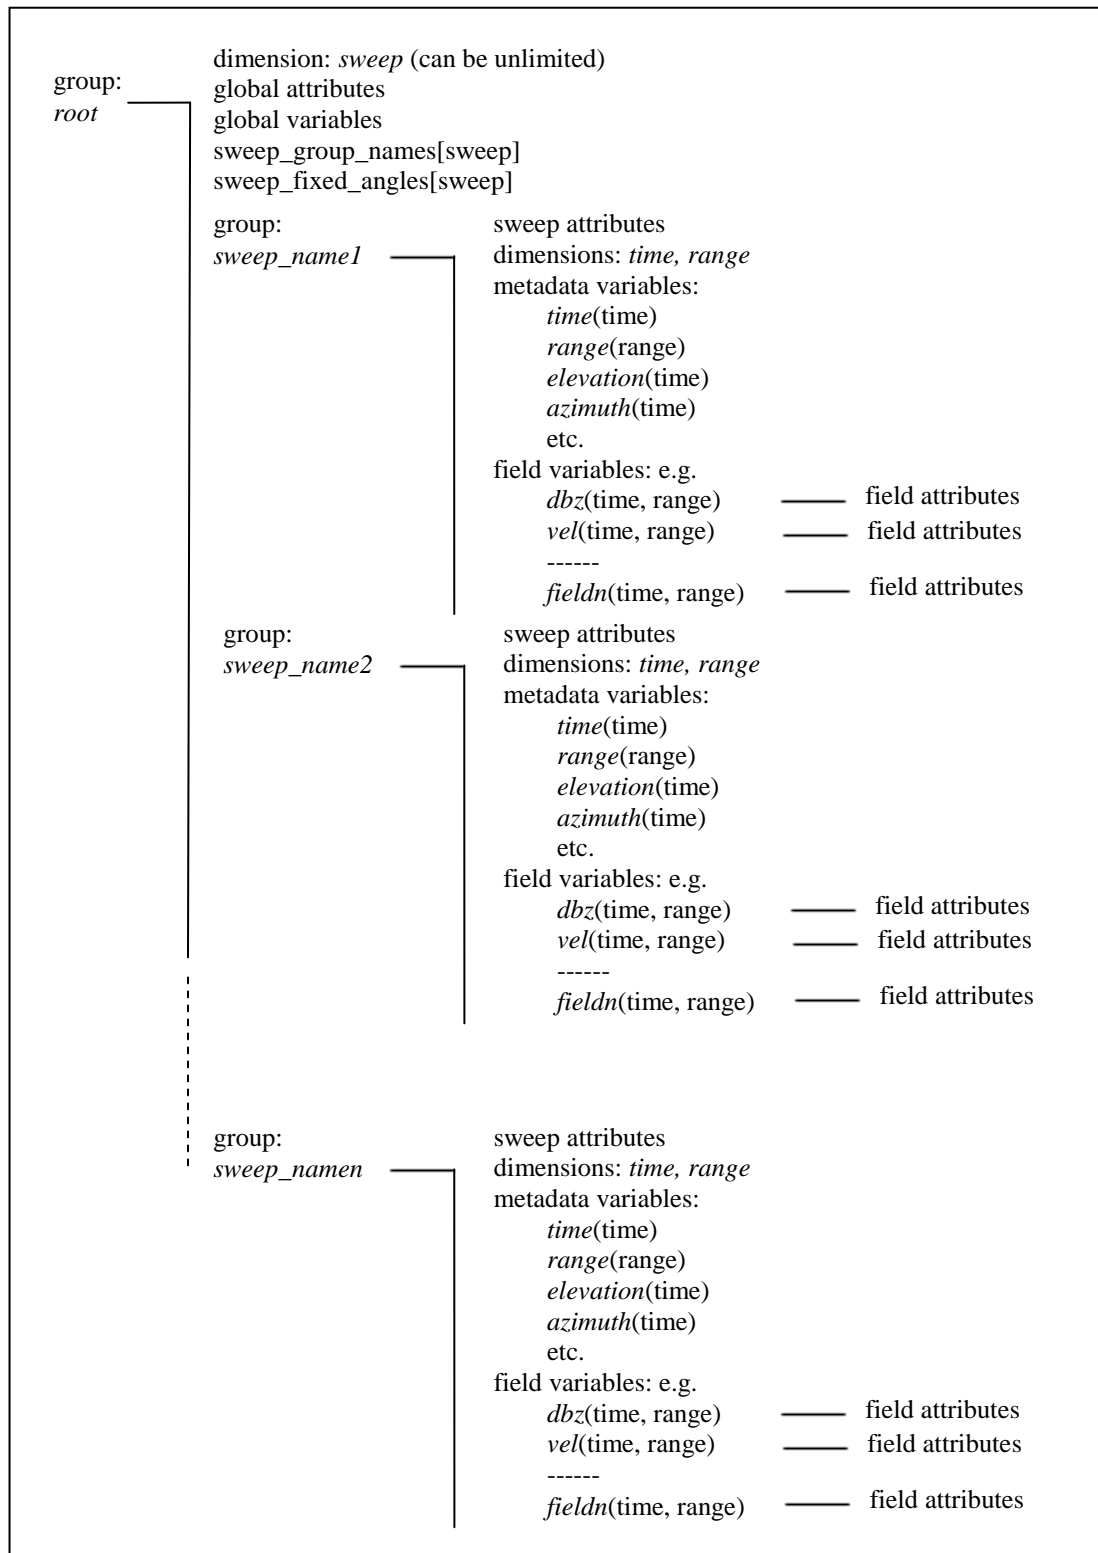 dimension: sweep (can be unlimited)
group:
root
global attributes
global variables
sweep_group_names[sweep]
sweep_fixed_angles[sweep]
group:
sweep_name1
sweep attributes
dimensions: time, range
metadata variables:
time(time)
range(range)
elevation(time)
azimuth(time)
etc.
field variables: e.g.
dbz(time, range) field attributes
vel(time, range) field attributes
------
fieldn(time, range) field attributes
group:
sweep_name2
sweep attributes
dimensions: time, range
metadata variables:
time(time)
range(range)
elevation(time)
azimuth(time)
etc.
field variables: e.g.
dbz(time, range) field attributes
vel(time, range) field attributes
------
fieldn(time, range) field attributes
group:
sweep_namen
sweep attributes
dimensions: time, range
metadata variables:
time(time)
range(range)
elevation(time)
azimuth(time)
etc.
field variables: e.g.
dbz(time, range) field attributes
vel(time, range) field attributes
------
fieldn(time, range) field attributes